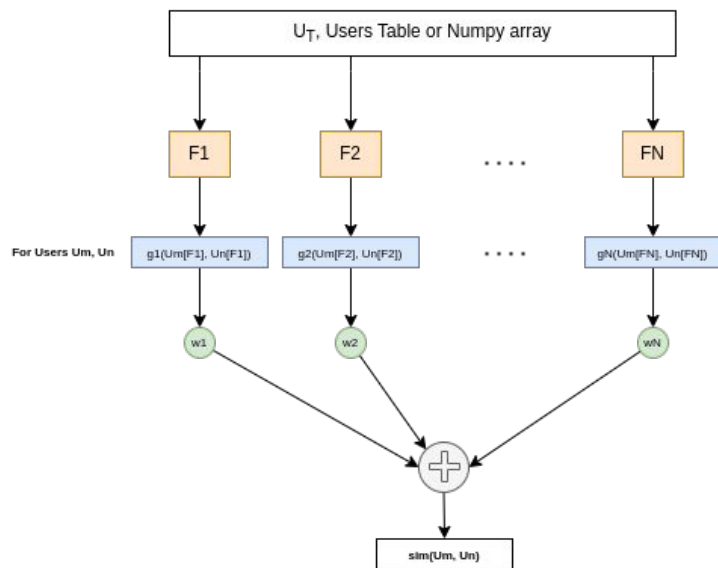 U_T, Users Table or Numpy array
F1
F2
. . . .
FN
For Users Um, Un
g1(Um[F1], Un[F1])
g2(Um[F2], Un[F2])
. . . .
gN(Um[FN], Un[FN])
w1
w2
wN
sim(Um, Un)